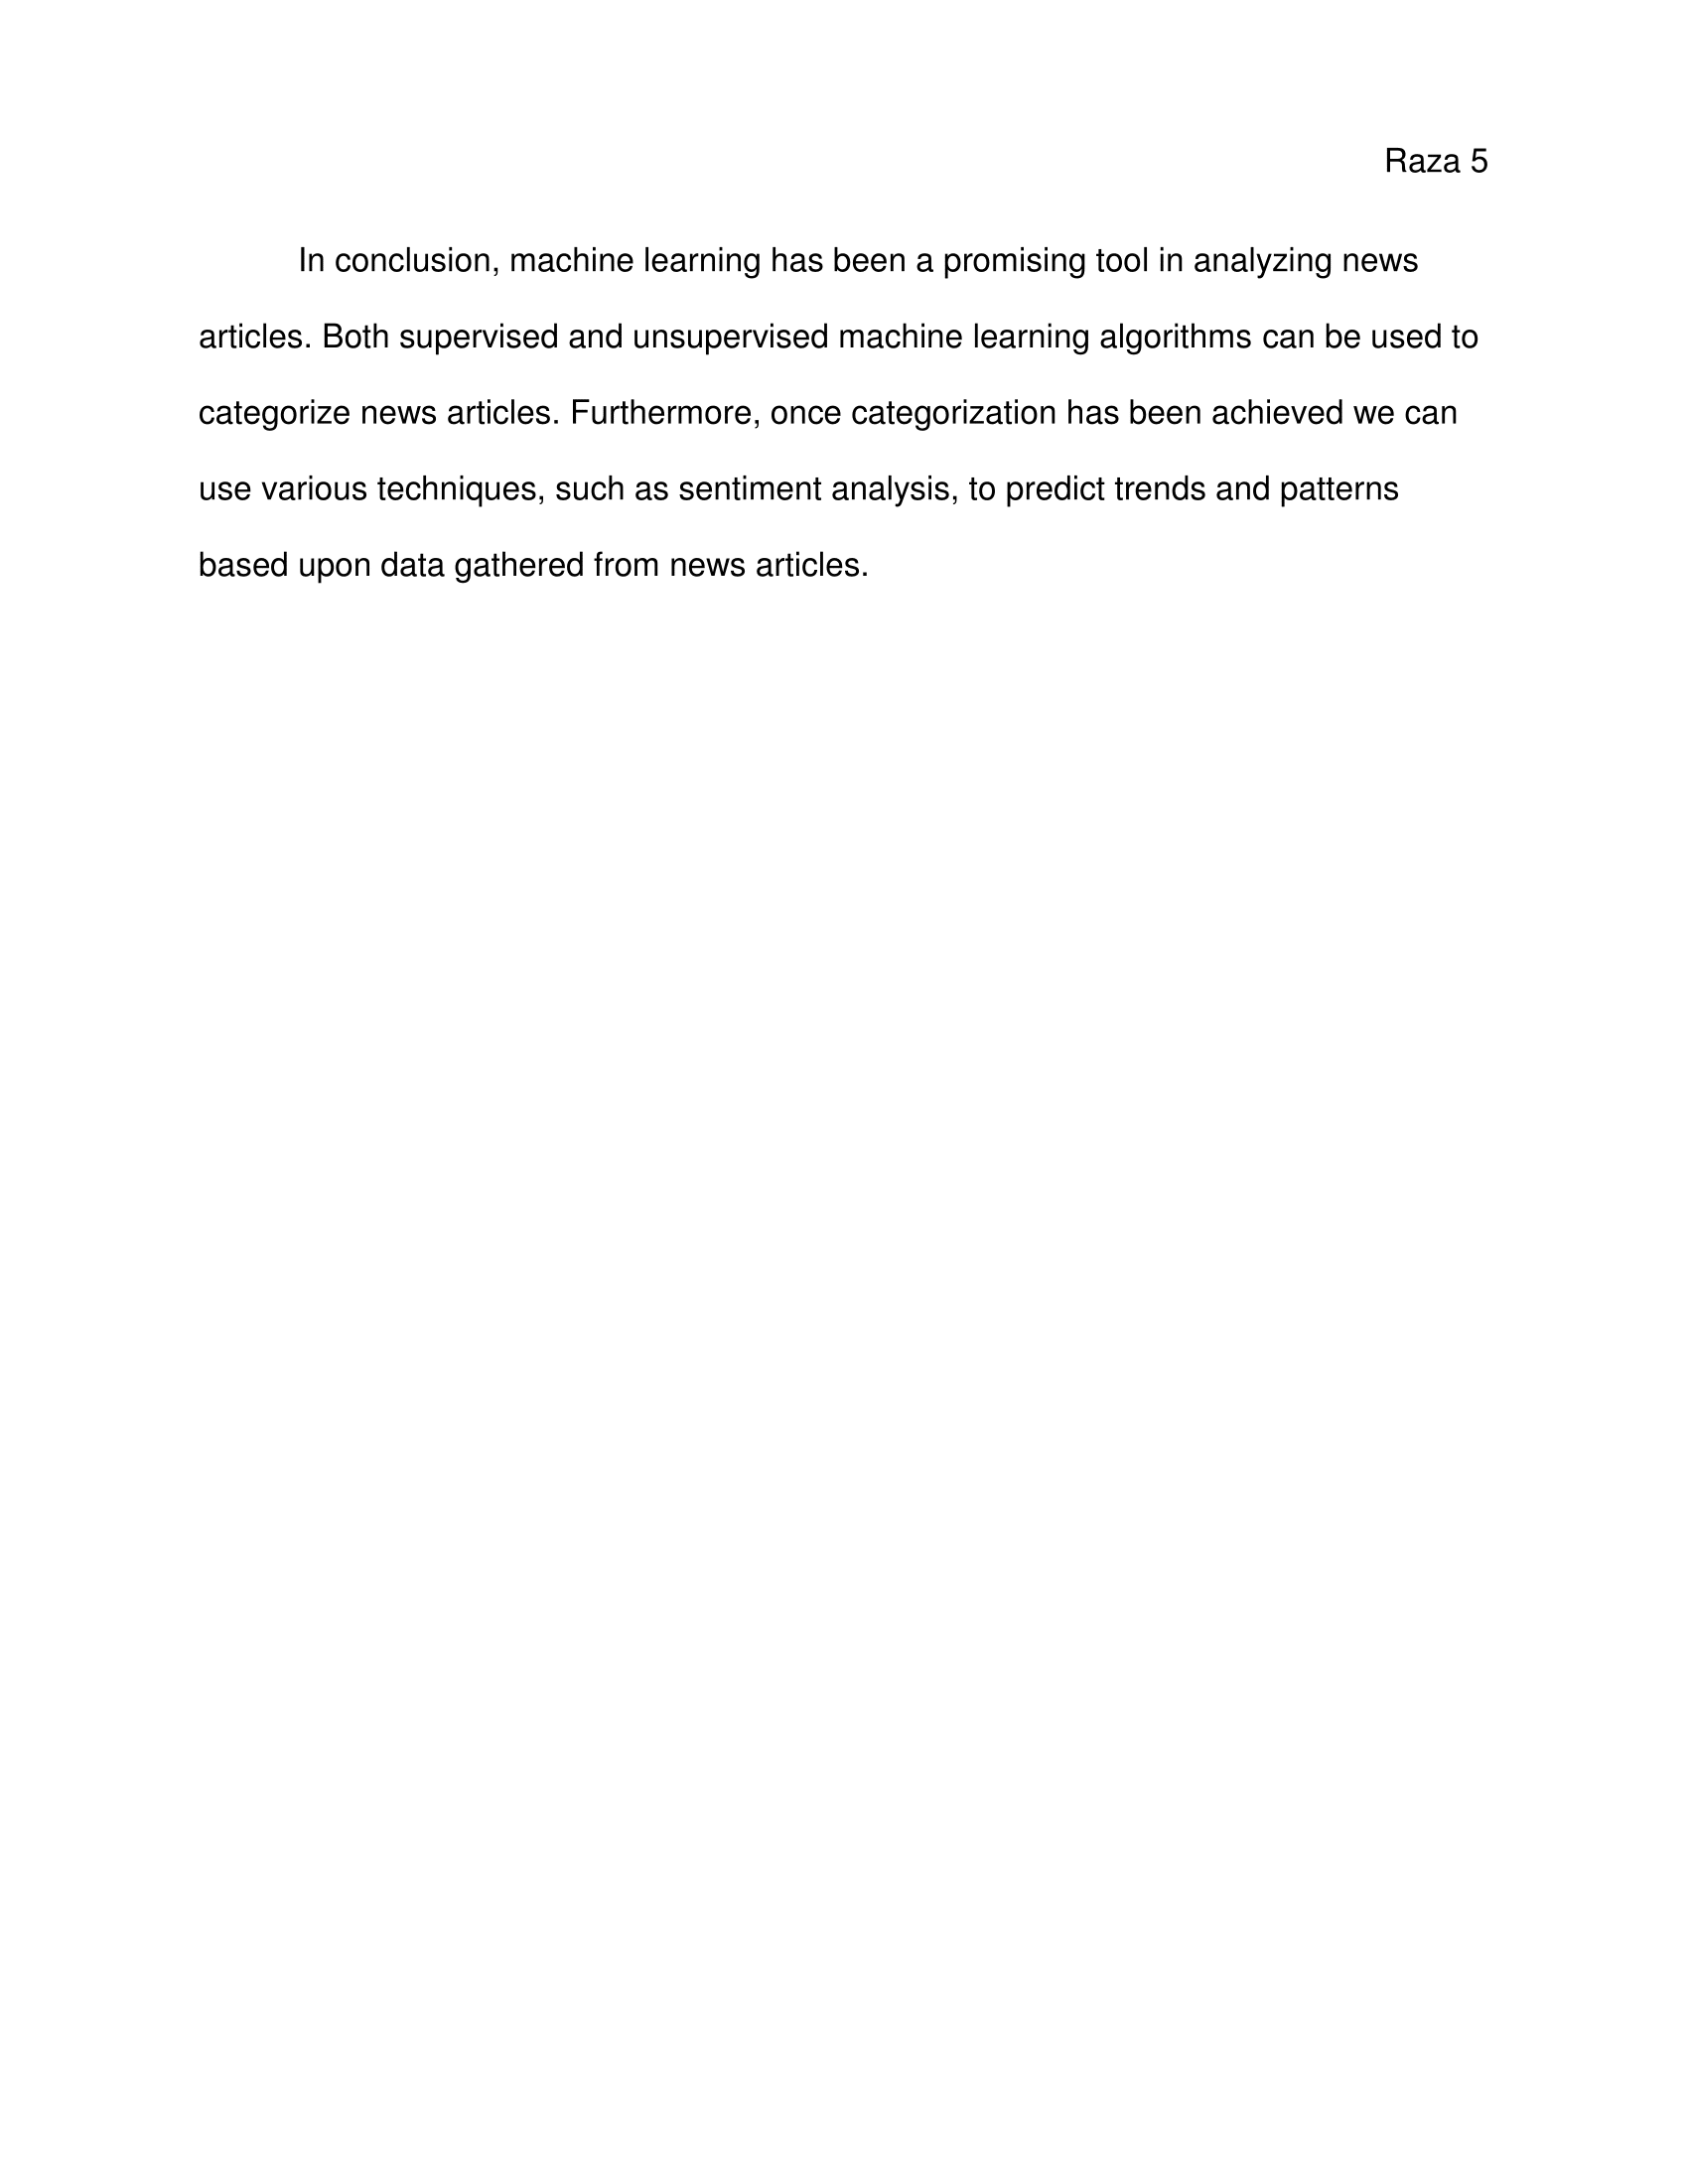 Raza 5
In conclusion, machine learning has been a promising tool in analyzing news
articles. Both supervised and unsupervised machine learning algorithms can be used to
categorize news articles. Furthermore, once categorization has been achieved we can
use various techniques, such as sentiment analysis, to predict trends and patterns
based upon data gathered from news articles.